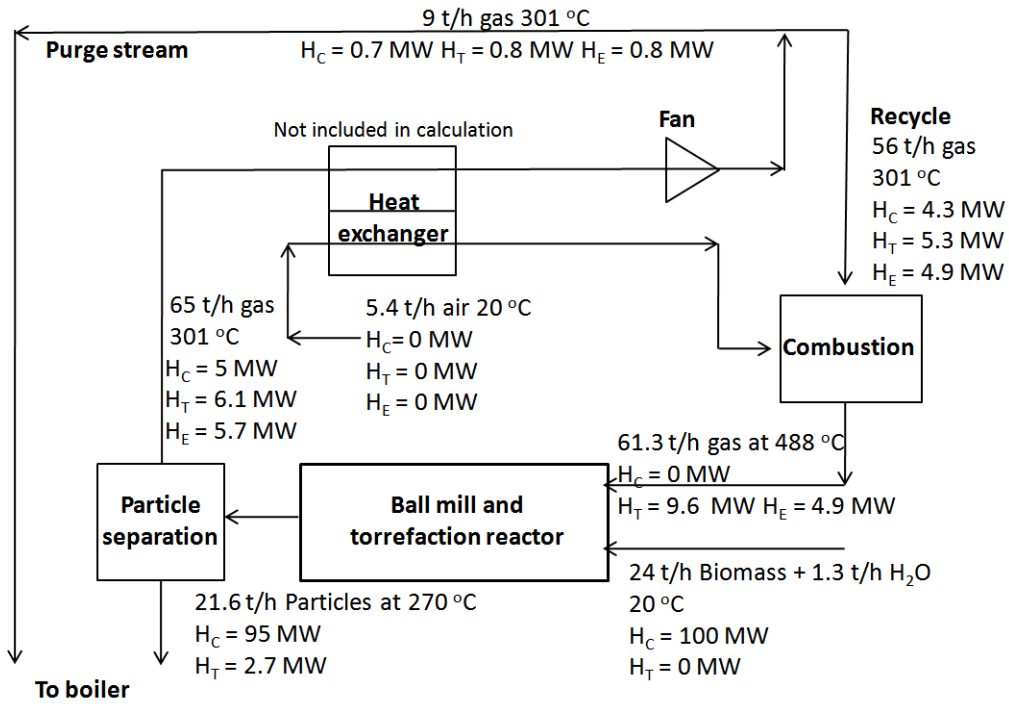 9 t/h gas 301 °C
Purge stream
H_C = 0.7 MW H_T = 0.8 MW H_E = 0.8 MW
Not included in calculation
Fan
Recycle
56 t/h gas
301 °C
H_C = 4.3 MW
H_T = 5.3 MW
H_E = 4.9 MW
Heat
exchanger
65 t/h gas
301 °C
H_C = 5 MW
H_T = 6.1 MW
H_E = 5.7 MW
5.4 t/h air 20 °C
H_C= 0 MW
H_T = 0 MW
H_E = 0 MW
Combustion
61.3 t/h gas at 488 °C
H_C = 0 MW
H_T = 9.6 MW H_E = 4.9 MW
Particle
separation
Ball mill and
torrefaction reactor
24 t/h Biomass + 1.3 t/h H₂O
20 °C
H_C = 100 MW
H_T = 0 MW
21.6 t/h Particles at 270 °C
H_C = 95 MW
H_T = 2.7 MW
To boiler